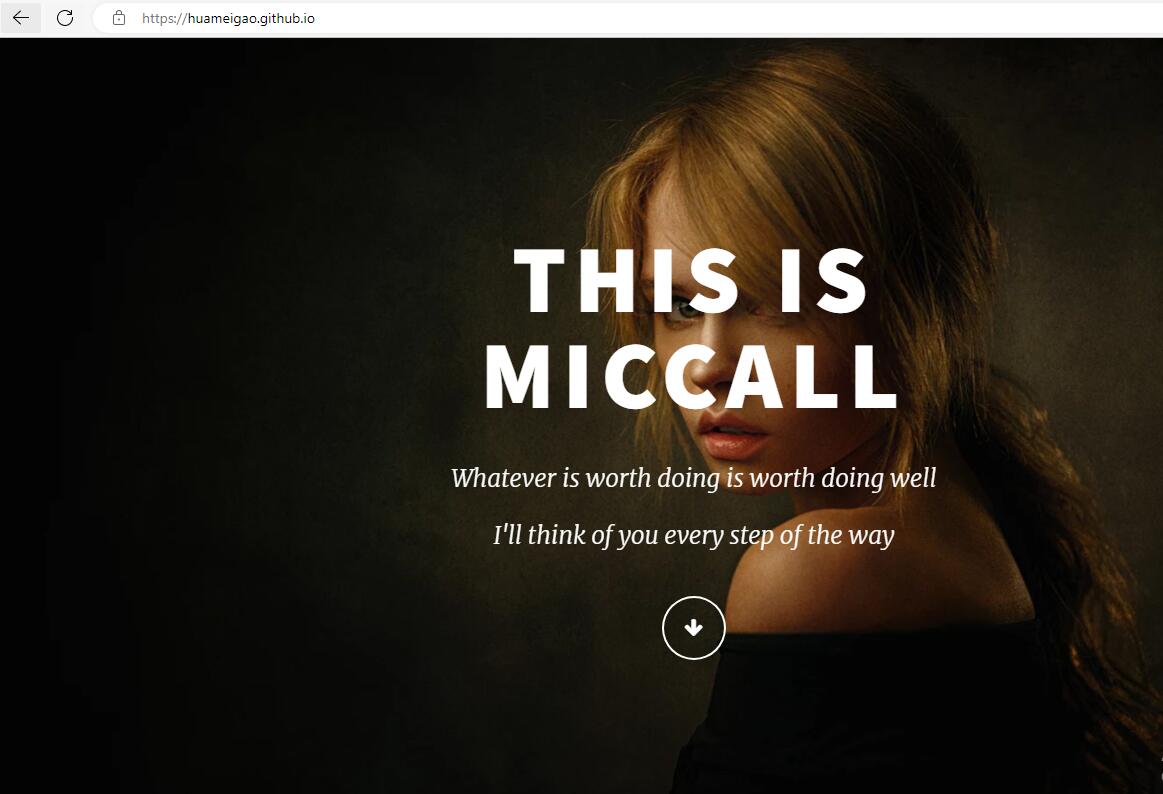 https://huameigao.github.io
THIS IS
MICCALL
Whatever is worth doing is worth doing well
I'll think of you every step of the way